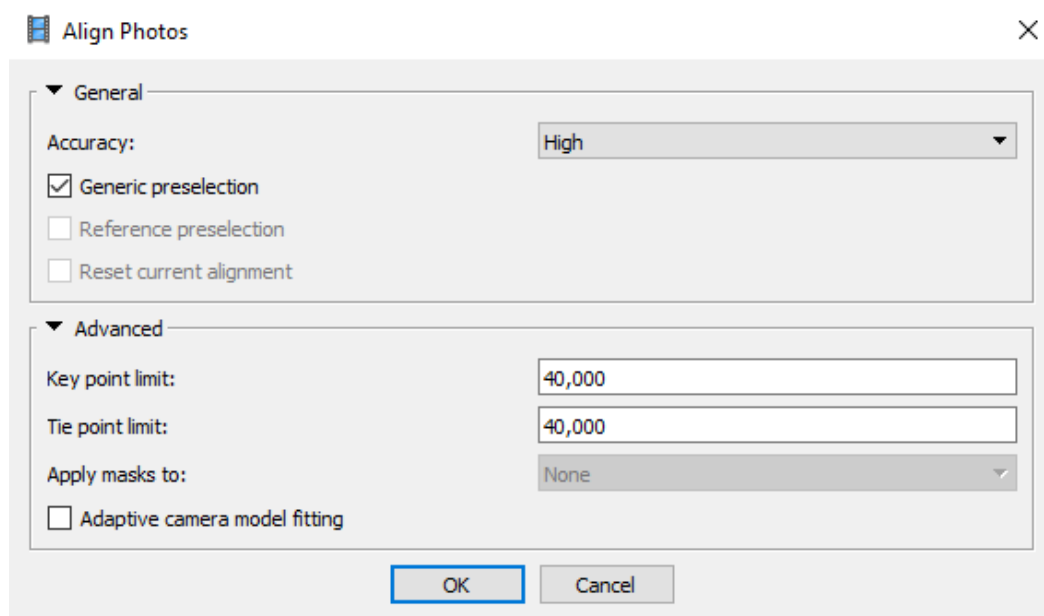 Align Photos
General
Accuracy: High
Generic preselection
Reference preselection
Reset current alignment
Advanced
Key point limit: 40,000
Tie point limit: 40,000
Apply masks to: None
Adaptive camera model fitting
OK Cancel